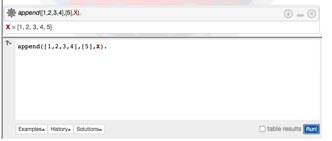 append([1,2,3,4],[5],X).
X = [1, 2, 3, 4, 5]
?- append([1,2,3,4],[5],X).
Examples History Solutions table results Run!